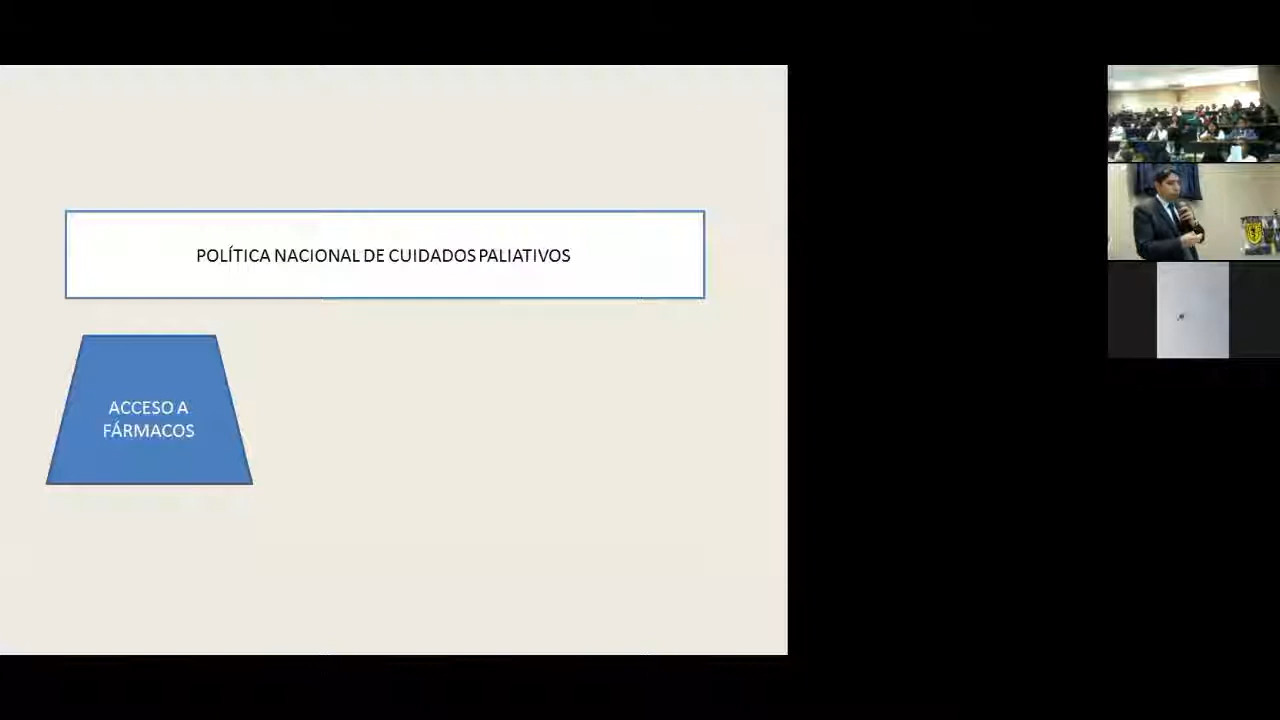 POLÍTICA NACIONAL DE CUIDADOS PALIATIVOS
ACCESO A
FÁRMACOS